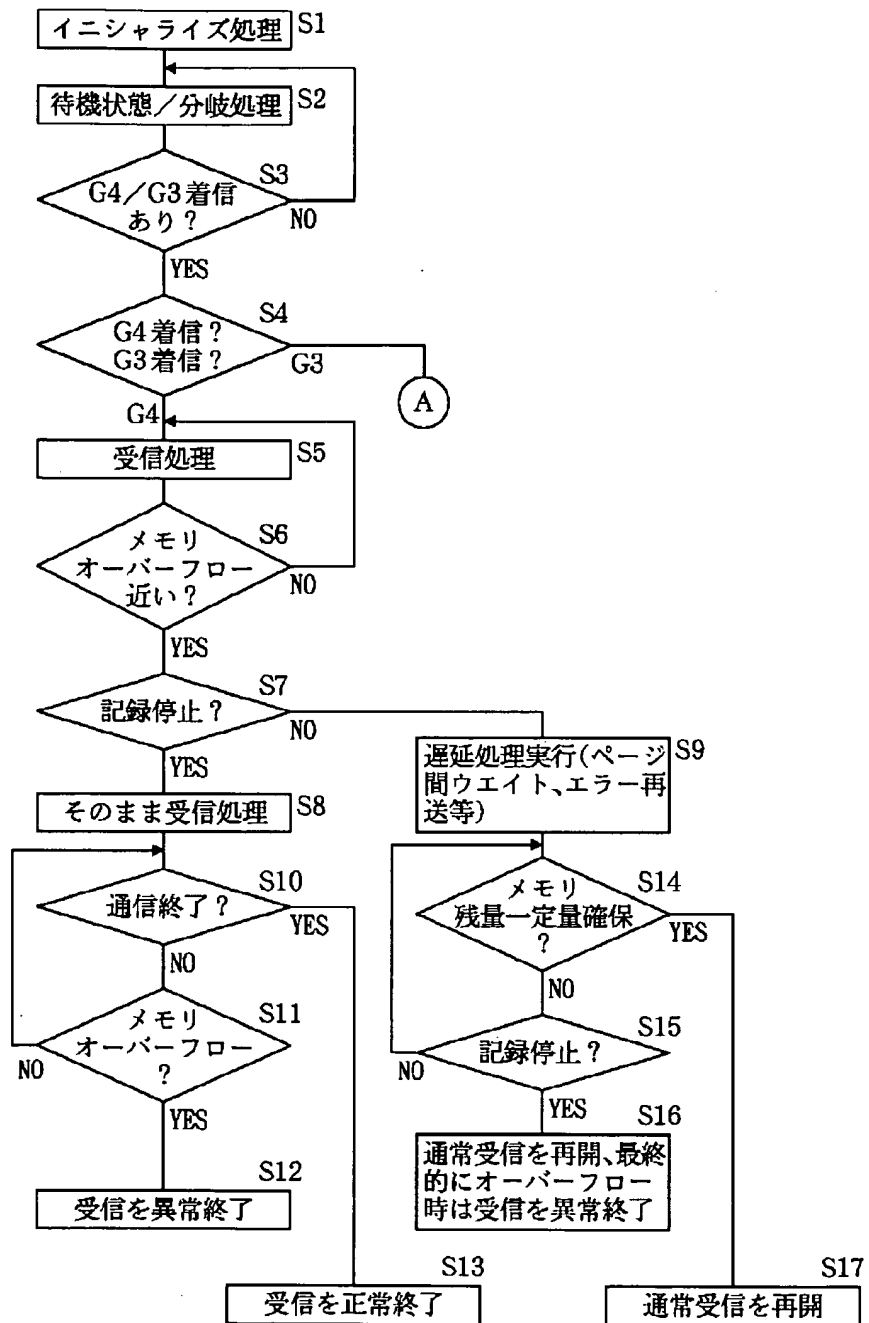 イニシャライズ処理 S1
待機状態／分岐処理 S2
S3
G4／G3着信
あり？
NO
YES
S4
G4着信？
G3着信？
G3
A
G4
受信処理 S5
S6
メモリ
オーバーフロー
近い？
NO
YES
S7
記録停止？
NO
YES
遅延処理実行(ページ
間ウエイト、エラー再
送等)
S9
そのまま受信処理 S8
S10
通信終了？
YES
NO
S14
メモリ
残量一定量確保
？
YES
NO
S11
メモリ
オーバーフロー
？
NO
YES
S15
記録停止？
NO
YES
S16
通常受信を再開、最終
的にオーバーフロー
時は受信を異常終了
S12
受信を異常終了
S13
受信を正常終了
S17
通常受信を再開